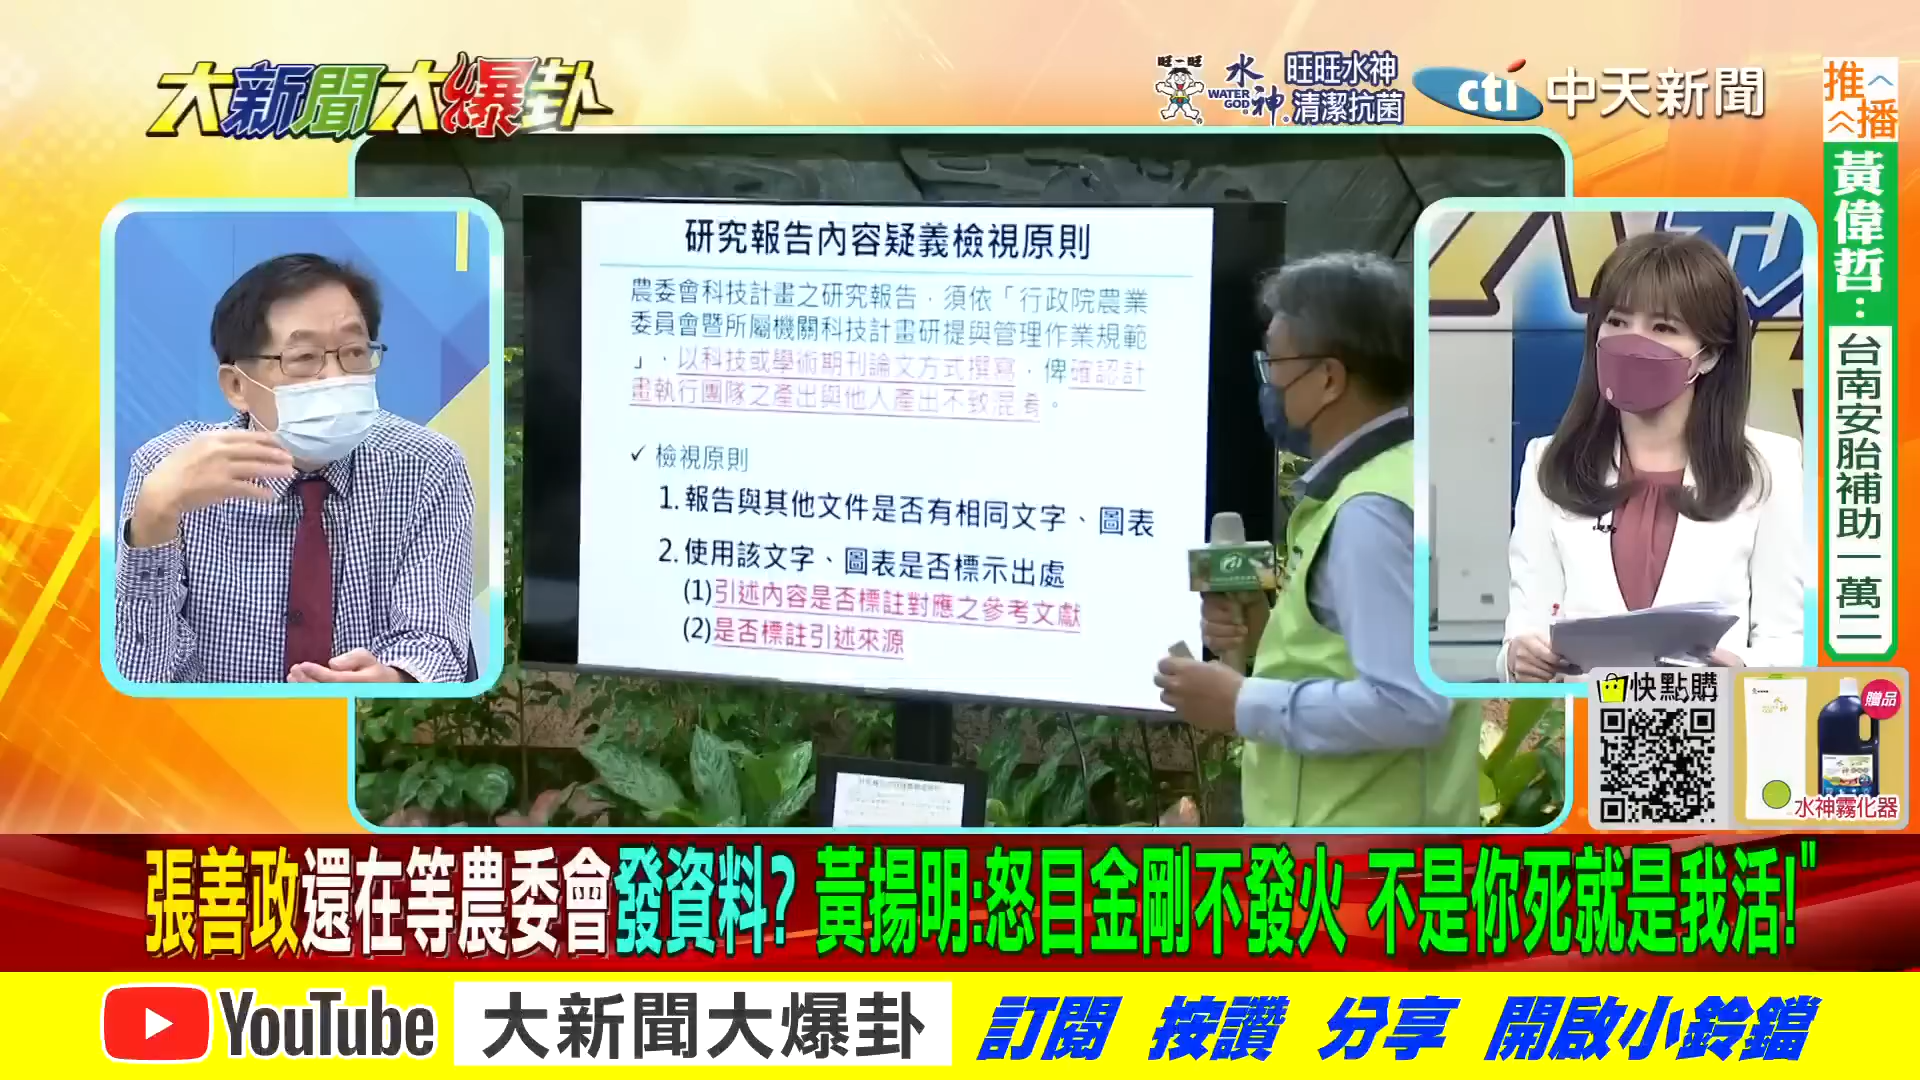 大新聞大爆卦
旺一旺
水神
WATER GOD
旺旺水神
清潔抗菌
cti 中天新聞
推播
黃偉哲：台南安胎補助一萬二
研究報告內容疑義檢視原則
農委會科技計畫之研究報告，須依「行政院農業
委員會暨所屬機關科技計畫研提與管理作業規範
」，以科技或學術期刊論文方式撰寫，俾確認計
畫執行團隊之產出與他人產出不致混淆。
✓ 檢視原則
1. 報告與其他文件是否有相同文字、圖表
2. 使用該文字、圖表是否標示出處
(1)引述內容是否標註對應之參考文獻
(2)是否標註引述來源
快點購
贈品
水神
水神霧化器
張善政還在等農委會發資料? 黃揚明:怒目金剛不發火 不是你死就是我活!"
YouTube 大新聞大爆卦 訂閱 按讚 分享 開啟小鈴鐺